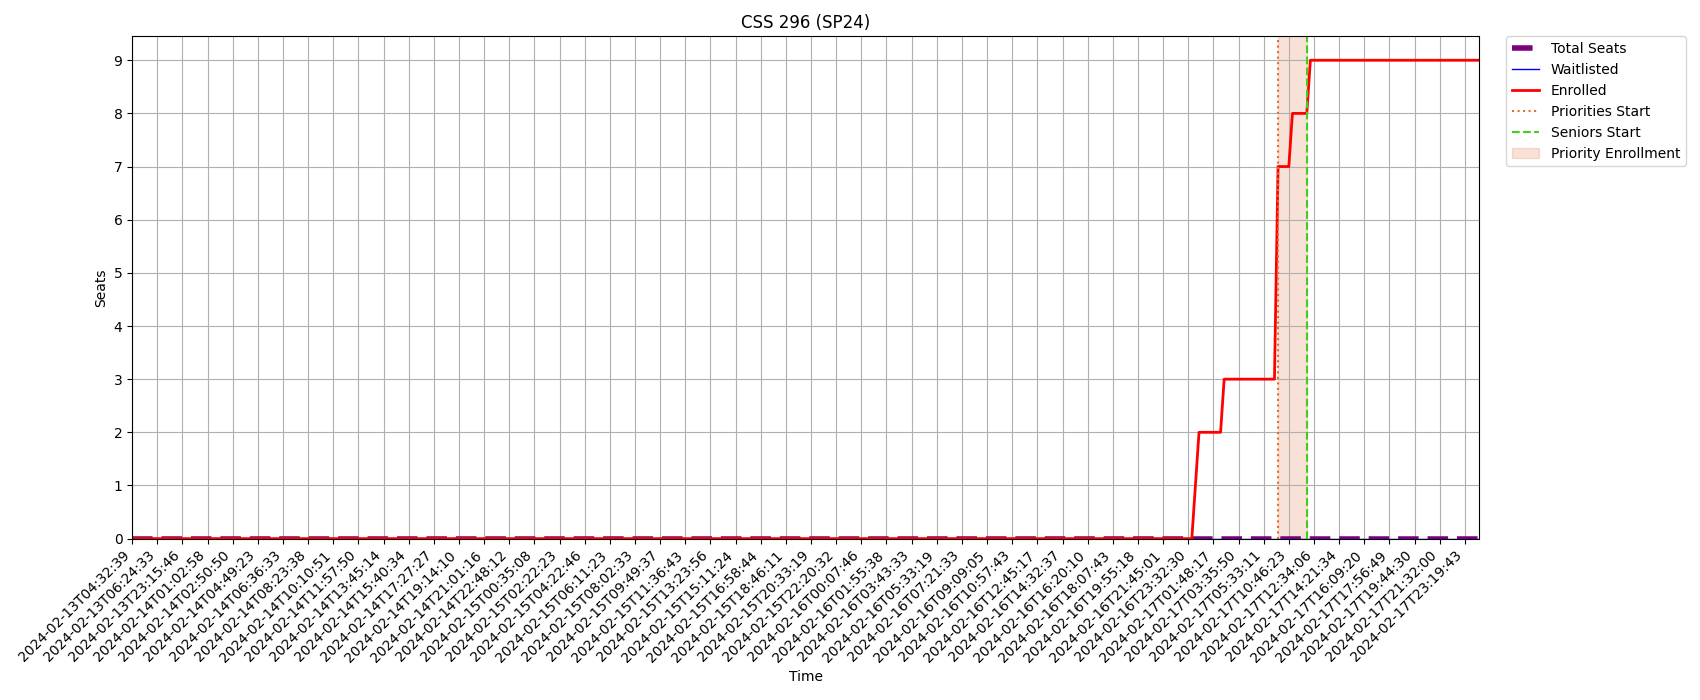 CSS 296 (SP24)
Total Seats
Waitlisted
Enrolled
Priorities Start
Seniors Start
Priority Enrollment
Seats
9
8
7
6
5
4
3
2
1
0
2024-02-13T04:32:39
2024-02-13T06:24:33
2024-02-13T23:15:46
2024-02-14T01:02:58
2024-02-14T02:50:50
2024-02-14T04:49:23
2024-02-14T06:36:33
2024-02-14T08:23:38
2024-02-14T10:10:51
2024-02-14T11:57:50
2024-02-14T13:45:14
2024-02-14T15:40:34
2024-02-14T17:27:27
2024-02-14T19:14:10
2024-02-14T21:01:16
2024-02-14T22:48:12
2024-02-15T00:35:08
2024-02-15T02:22:23
2024-02-15T04:22:46
2024-02-15T06:11:23
2024-02-15T08:02:33
2024-02-15T09:49:37
2024-02-15T11:36:43
2024-02-15T13:23:56
2024-02-15T15:11:24
2024-02-15T16:58:44
2024-02-15T18:46:11
2024-02-15T20:33:19
2024-02-15T22:20:32
2024-02-16T00:07:46
2024-02-16T01:55:38
2024-02-16T03:43:33
2024-02-16T05:33:19
2024-02-16T07:21:33
2024-02-16T09:09:05
2024-02-16T10:57:43
2024-02-16T12:45:17
2024-02-16T14:32:37
2024-02-16T16:20:10
2024-02-16T18:07:43
2024-02-16T19:55:18
2024-02-16T21:45:01
2024-02-16T23:32:30
2024-02-17T01:48:17
2024-02-17T03:35:50
2024-02-17T05:33:11
2024-02-17T10:46:23
2024-02-17T12:34:06
2024-02-17T14:21:34
2024-02-17T16:09:20
2024-02-17T17:56:49
2024-02-17T19:44:30
2024-02-17T21:32:00
2024-02-17T23:19:43
Time